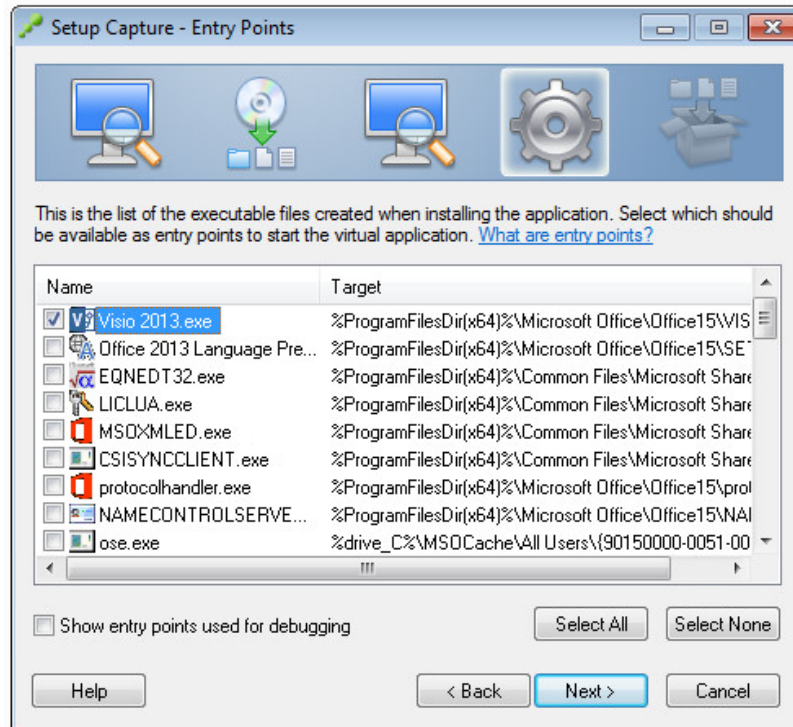 Setup Capture - Entry Points
This is the list of the executable files created when installing the application. Select which should
be available as entry points to start the virtual application. What are entry points?
Name Target
Visio 2013.exe %ProgramFilesDir(x64)%\Microsoft Office\Office15\VIS
Office 2013 Language Pre... %ProgramFilesDir(x64)%\Microsoft Office\Office15\SET
EQNEDT32.exe %ProgramFilesDir(x64)%\Common Files\Microsoft Share
LICLUA.exe %ProgramFilesDir(x64)%\Common Files\Microsoft Share
MSOXMLED.exe %ProgramFilesDir(x64)%\Common Files\Microsoft Share
CSISYNCCLIENT.exe %ProgramFilesDir(x64)%\Common Files\Microsoft Share
protocolhandler.exe %ProgramFilesDir(x64)%\Microsoft Office\Office15\prot
NAMECONTROLSERVE... %ProgramFilesDir(x64)%\Microsoft Office\Office15\NAI
ose.exe %drive_C%\MSOCache\All Users\{90150000-0051-00
Show entry points used for debugging Select All Select None
Help < Back Next > Cancel